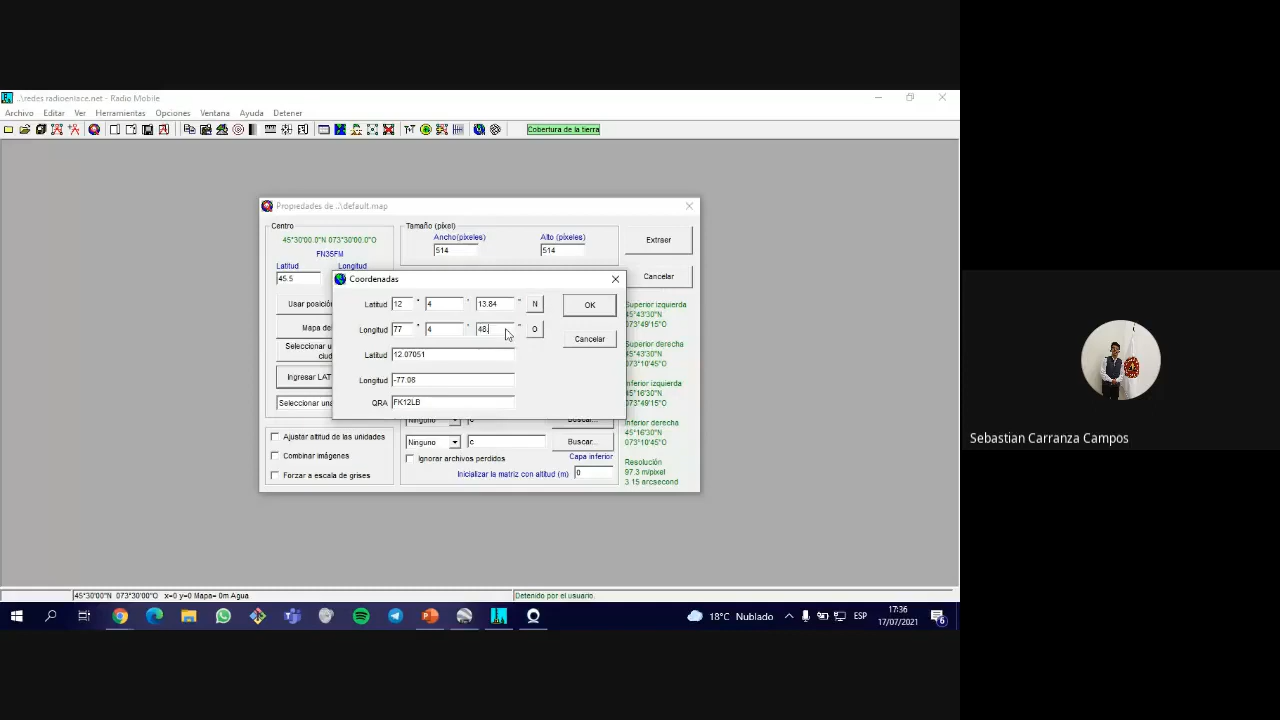 ..\redes radioenlace.net - Radio Mobile
Archivo Editar Ver Herramientas Opciones Ventana Ayuda Detener
Cobertura de la tierra
Propiedades de ..\default.map
Centro
45°30'00.0"N 073°30'00.0"O
FN35FM
Latitud Longitud
45.5
Tamaño (píxel)
Ancho(píxeles) Alto (píxeles)
514 514
Extraer
Cancelar
Usar posición
Mapa del
Seleccionar u
ciud
Ingresar LAT
Seleccionar una
Coordenadas
Latitud 12 ° 4 ' 13.84 " N
Longitud 77 ° 4 ' 48. " O
Latitud 12.07051
Longitud -77.08
QRA FK12LB
OK
Cancelar
Superior izquierda
45°43'30"N
073°49'15"O
Superior derecha
45°43'30"N
073°10'45"O
Inferior izquierda
45°16'30"N
073°49'15"O
Inferior derecha
45°16'30"N
073°10'45"O
Resolución
97.3 m/pixel
3.15 arcsecond
Ajustar altitud de las unidades
Combinar imágenes
Forzar a escala de grises
Ninguno c Buscar...
Ninguno c Buscar...
Ignorar archivos perdidos Capa inferior
Inicializar la matriz con altitud (m) 0
45°30'00"N 073°30'00"O x=0 y=0 Mapa= 0m Agua
Detenido por el usuario.
18°C Nublado
ESP
17:36
17/07/2021
6
Sebastian Carranza Campos